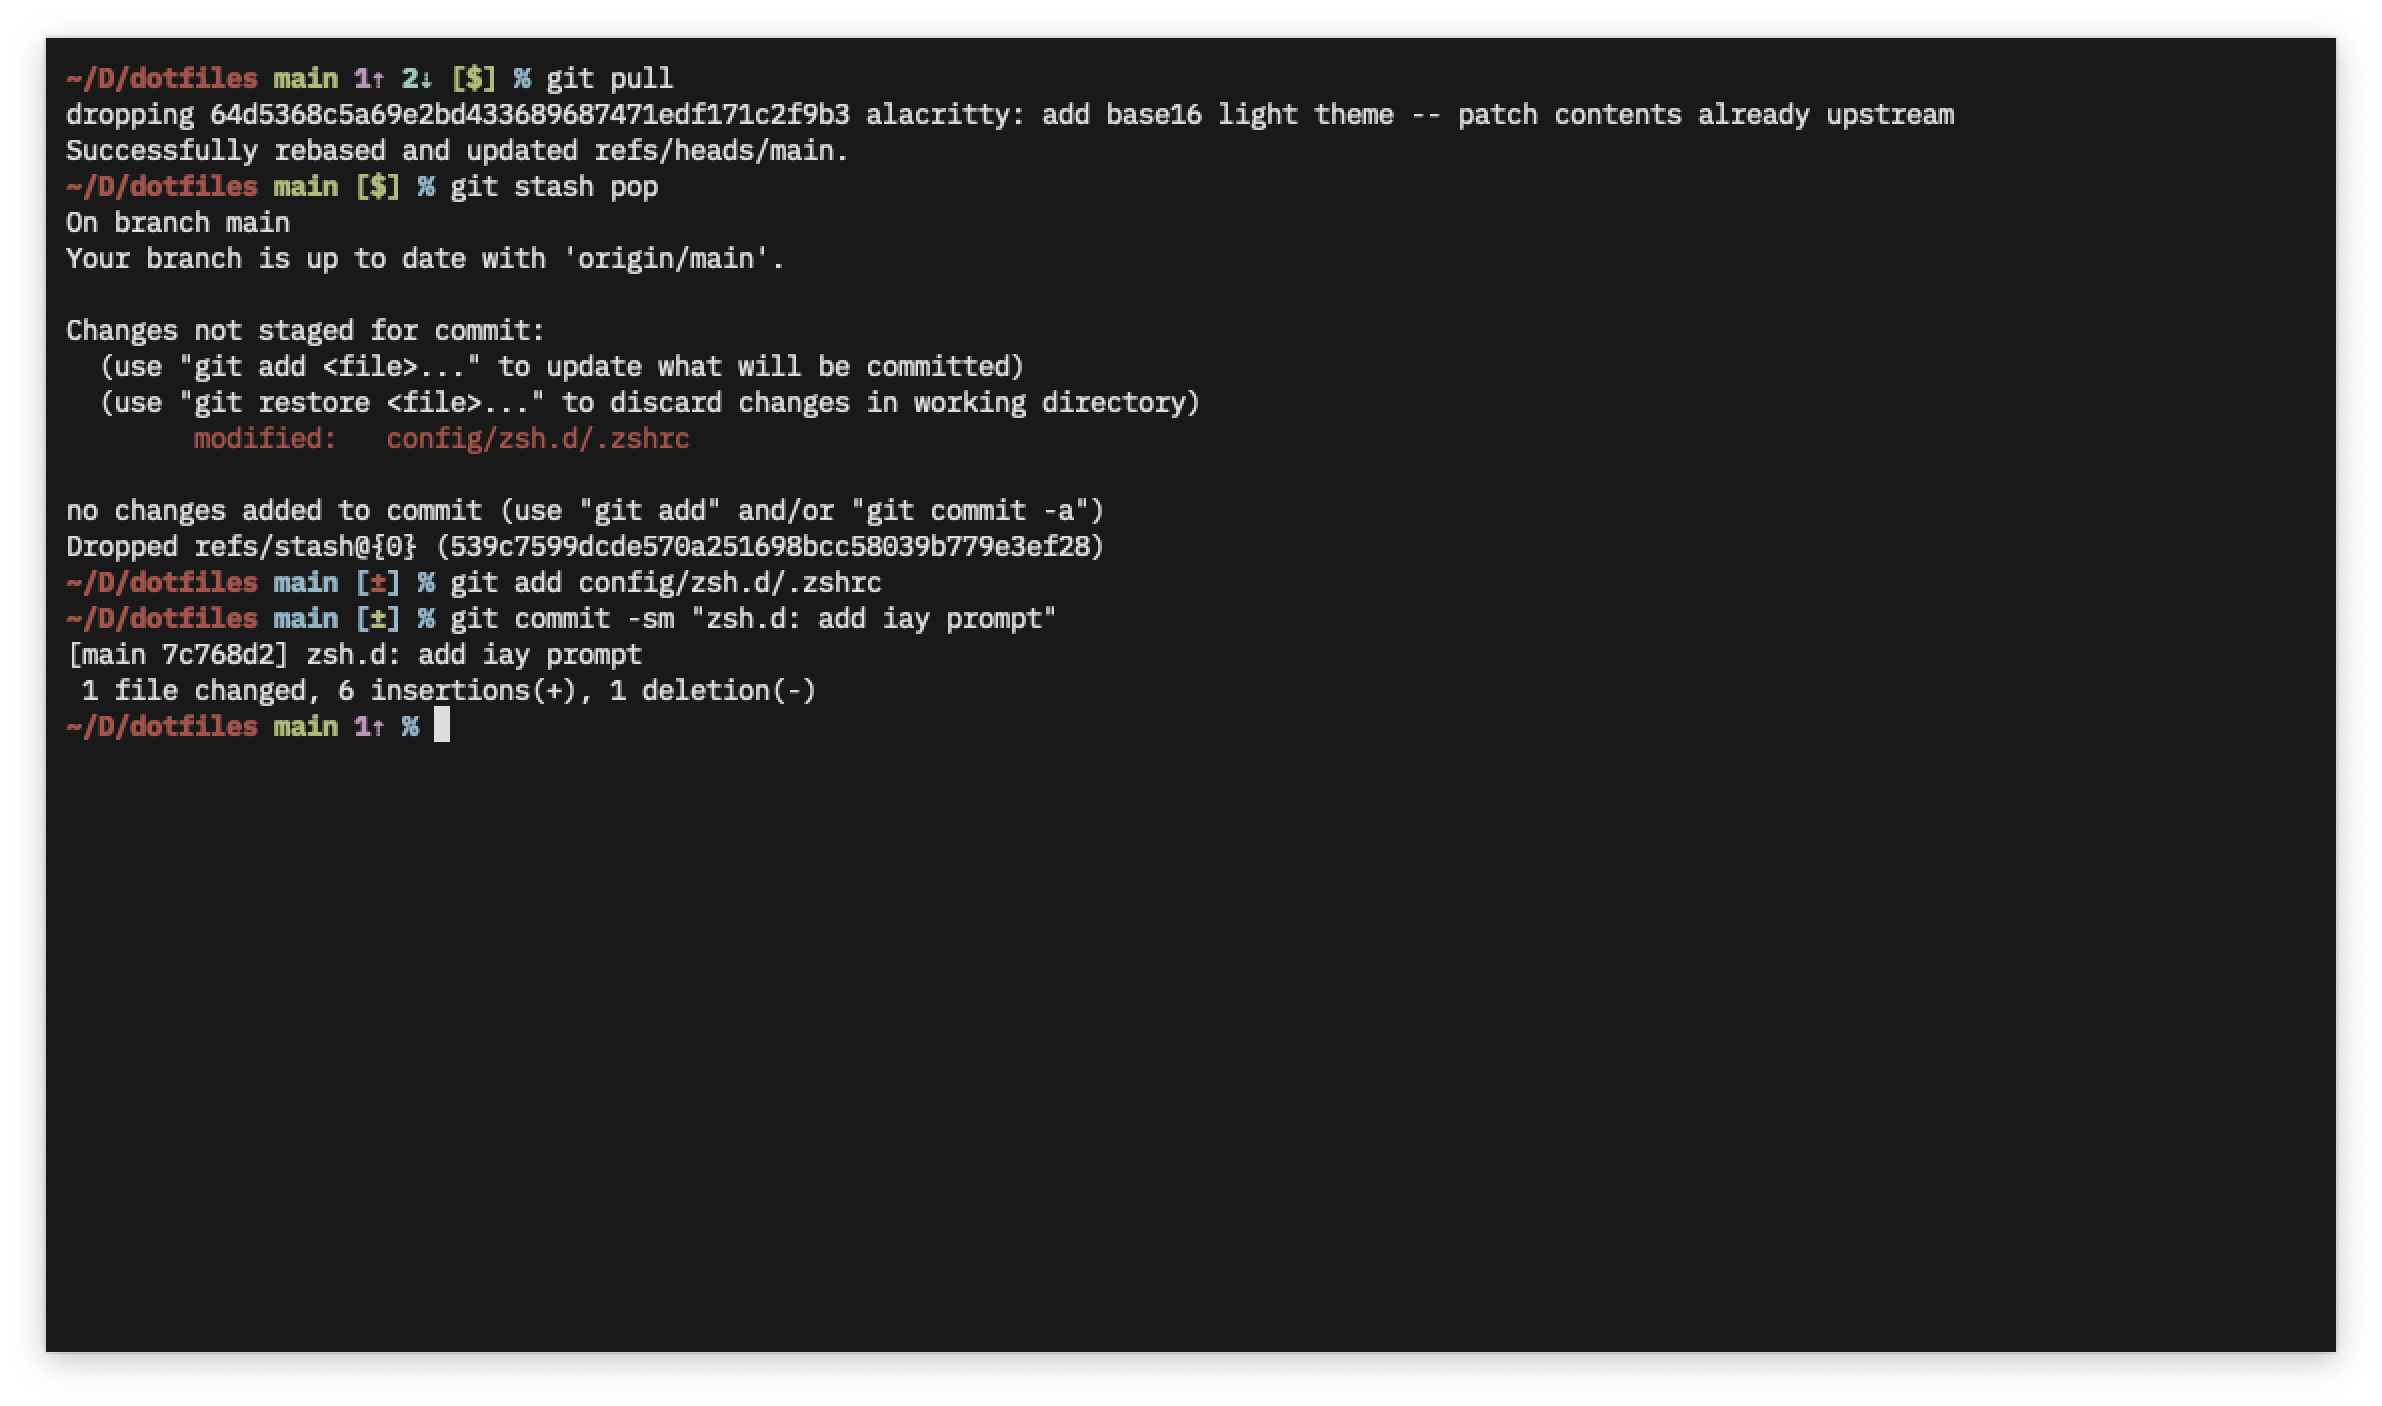 ~/D/dotfiles main 1↑ 2↓ [$] % git pull
dropping 64d5368c5a69e2bd433689687471edf171c2f9b3 alacritty: add base16 light theme -- patch contents already upstream
Successfully rebased and updated refs/heads/main.
~/D/dotfiles main [$] % git stash pop
On branch main
Your branch is up to date with 'origin/main'.

Changes not staged for commit:
  (use "git add <file>..." to update what will be committed)
  (use "git restore <file>..." to discard changes in working directory)
        modified:   config/zsh.d/.zshrc

no changes added to commit (use "git add" and/or "git commit -a")
Dropped refs/stash@{0} (539c7599dcde570a251698bcc58039b779e3ef28)
~/D/dotfiles main [±] % git add config/zsh.d/.zshrc
~/D/dotfiles main [±] % git commit -sm "zsh.d: add iay prompt"
[main 7c768d2] zsh.d: add iay prompt
 1 file changed, 6 insertions(+), 1 deletion(-)
~/D/dotfiles main 1↑ %